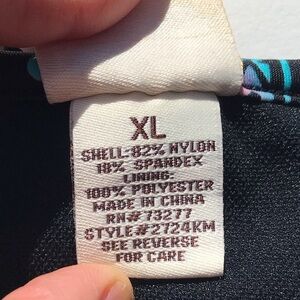 XL
SHELL:82% NYLON
18% SPANDEX
LINING:
100% POLYESTER
MADE IN CHINA
RN# 73277
STYLE#2724KM
SEE REVERSE
FOR CARE